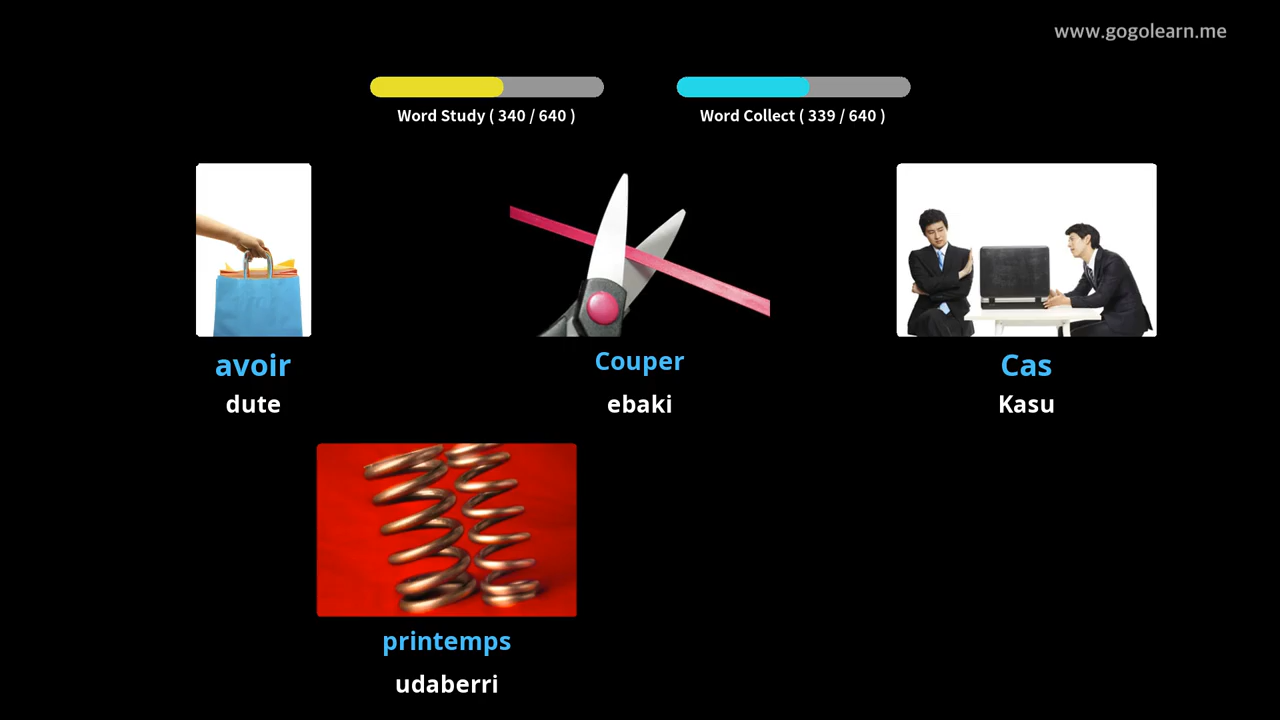 www.gogolearn.me
Word Study ( 340 / 640 )
Word Collect ( 339 / 640 )
avoir
dute
Couper
ebaki
Cas
Kasu
printemps
udaberri